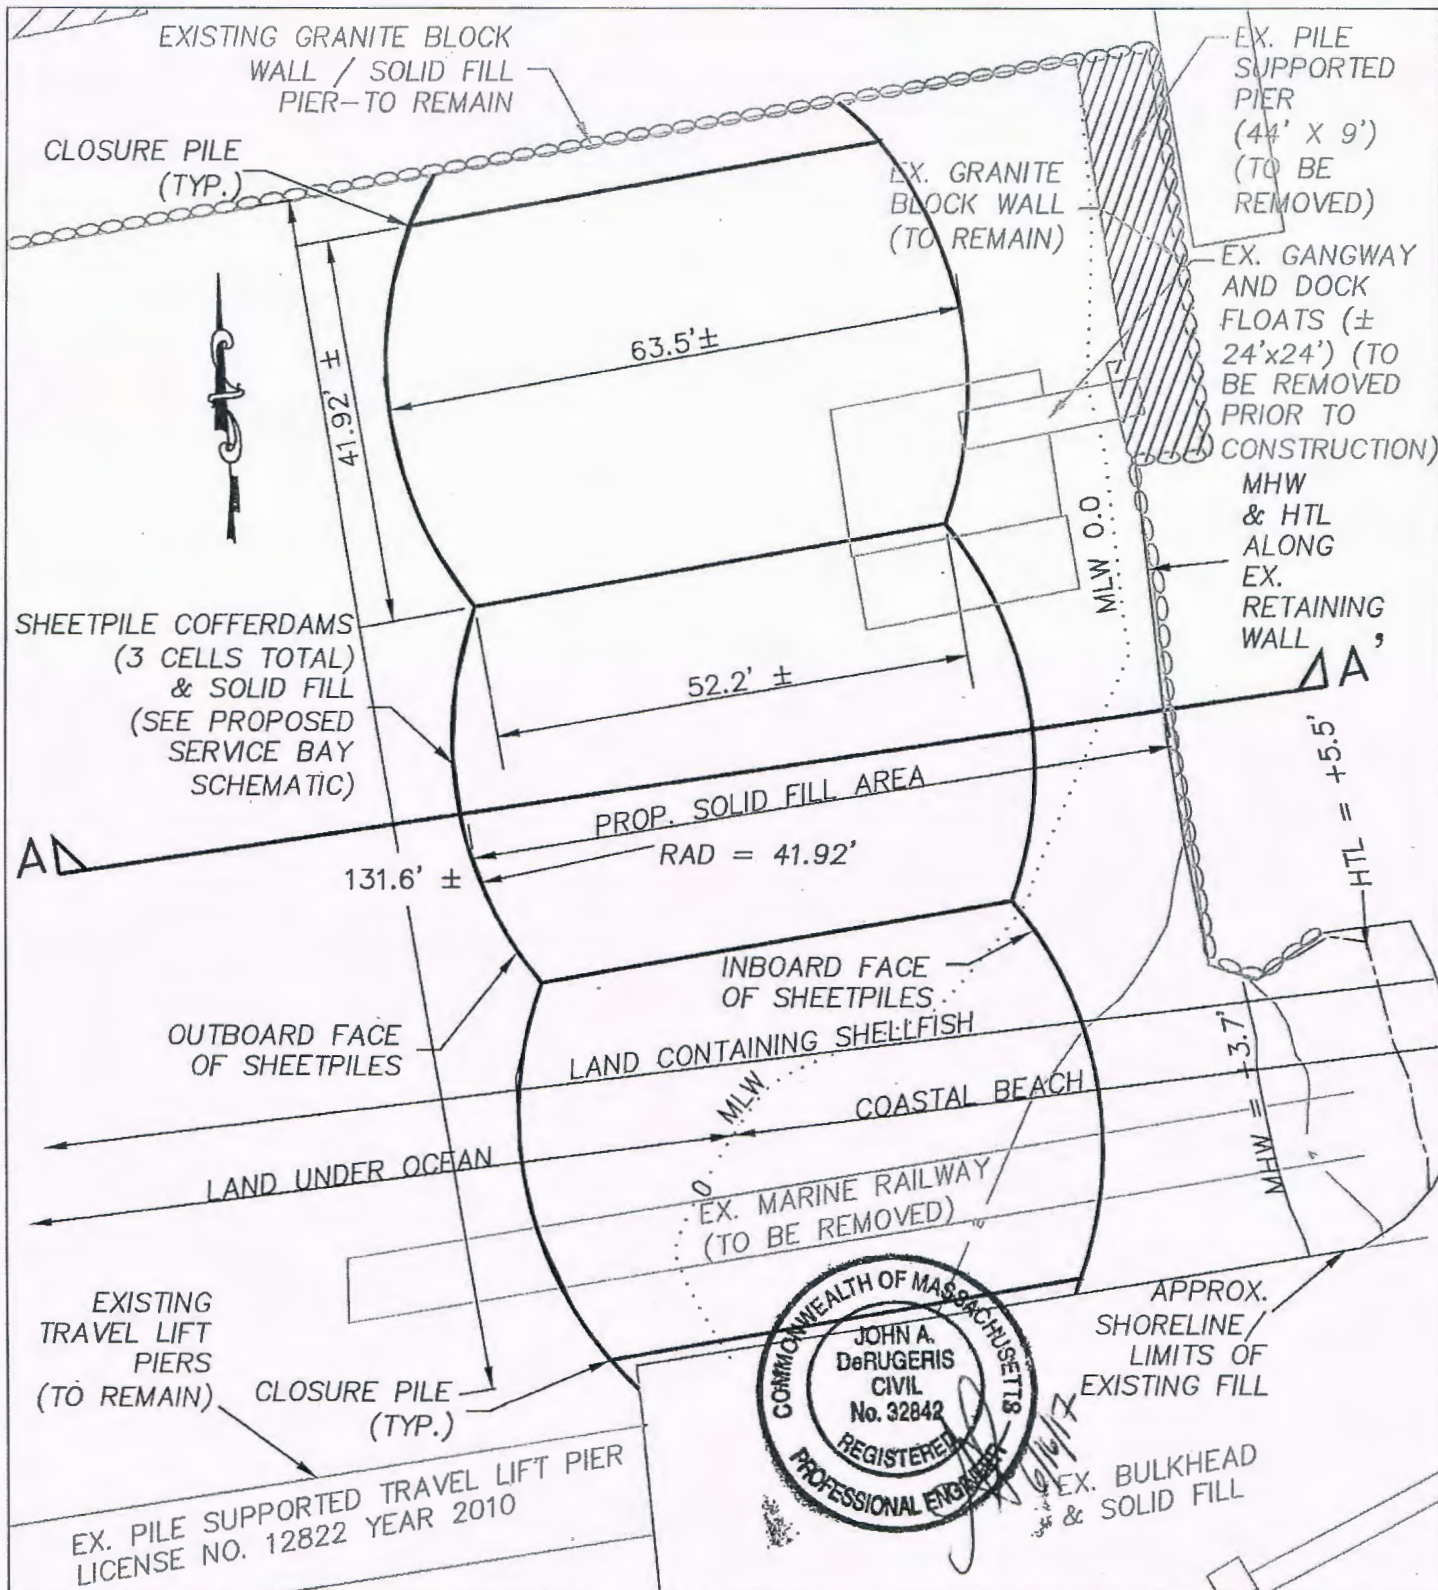 EXISTING GRANITE BLOCK
WALL / SOLID FILL
PIER-TO REMAIN
EX. PILE
SUPPORTED
PIER
(44' X 9')
(TO BE
REMOVED)
CLOSURE PILE
(TYP.)
EX. GRANITE
BLOCK WALL
(TO REMAIN)
EX. GANGWAY
AND DOCK
FLOATS (±
24'x24') (TO
BE REMOVED
PRIOR TO
CONSTRUCTION)
63.5'±
41.92' ±
MHW
& HTL
ALONG
EX.
RETAINING
WALL
MLW 0.0
SHEETPILE COFFERDAMS
(3 CELLS TOTAL)
& SOLID FILL
(SEE PROPOSED
SERVICE BAY
SCHEMATIC)
52.2' ±
A'
HTL = +5.5'
PROP. SOLID FILL AREA
A
RAD = 41.92'
131.6' ±
INBOARD FACE
OF SHEETPILES
OUTBOARD FACE
OF SHEETPILES
LAND CONTAINING SHELLFISH
MHW = +3.7'
0 MLW
COASTAL BEACH
LAND UNDER OCEAN
EX. MARINE RAILWAY
(TO BE REMOVED)
EXISTING
TRAVEL LIFT
PIERS
(TO REMAIN)
APPROX.
SHORELINE
LIMITS OF
EXISTING FILL
CLOSURE PILE
(TYP.)
COMMONWEALTH OF MASSACHUSETTS
JOHN A.
DeRUGERIS
CIVIL
No. 32842
REGISTERED
PROFESSIONAL ENGINEER
6/16/17
EX. BULKHEAD
& SOLID FILL
EX. PILE SUPPORTED TRAVEL LIFT PIER
LICENSE NO. 12822 YEAR 2010